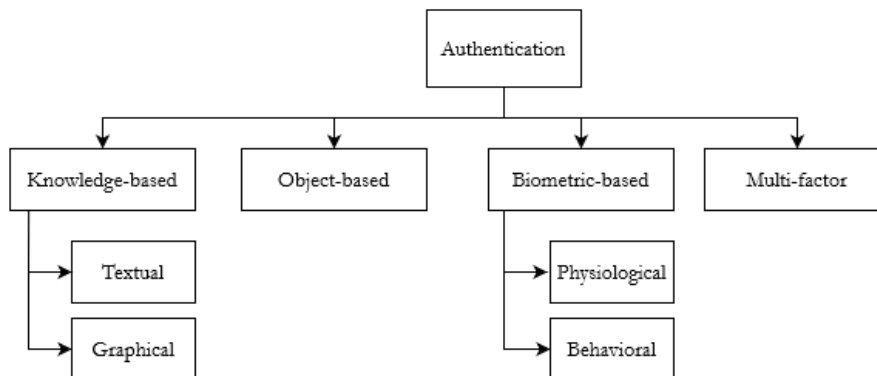 Authentication
Knowledge-based
Object-based
Biometric-based
Multi-factor
Textual
Physiological
Graphical
Behavioral